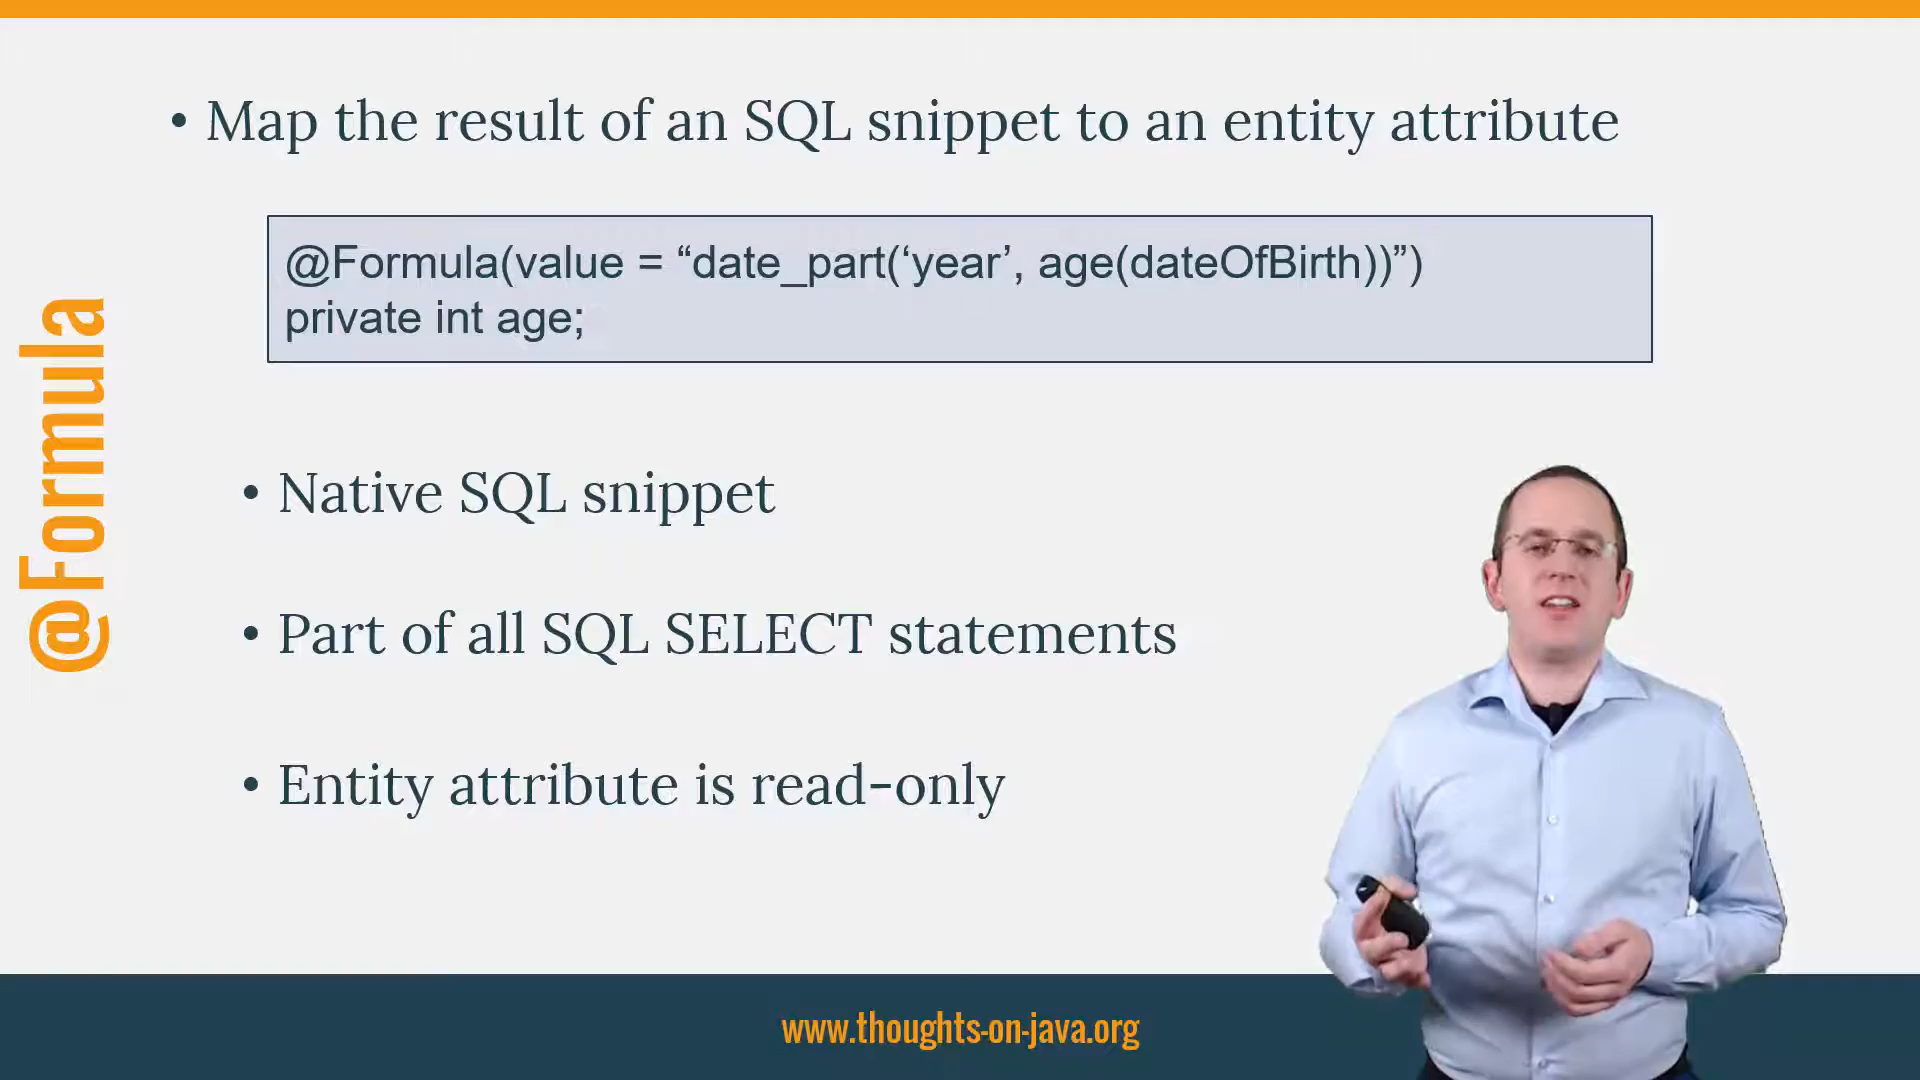 @Formula
• Map the result of an SQL snippet to an entity attribute
@Formula(value = “date_part(‘year’, age(dateOfBirth))”)
private int age;
• Native SQL snippet
• Part of all SQL SELECT statements
• Entity attribute is read-only
www.thoughts-on-java.org